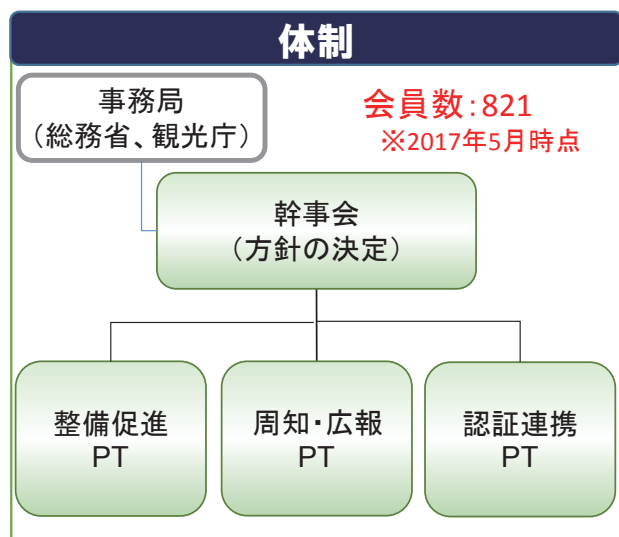 体制
事務局
（総務省、観光庁）
会員数：821
※2017年5月時点
幹事会
（方針の決定）
整備促進
PT
周知・広報
PT
認証連携
PT